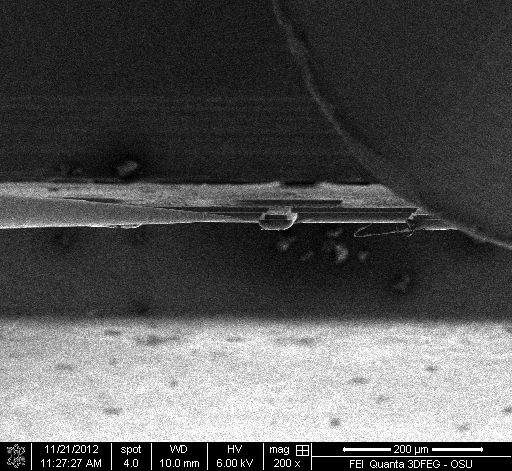 11/21/2012 spot WD HV mag
11:27:27 AM 4.0 10.0 mm 6.00 kV 200 x
200 µm
FEI Quanta 3DFEG - OSU